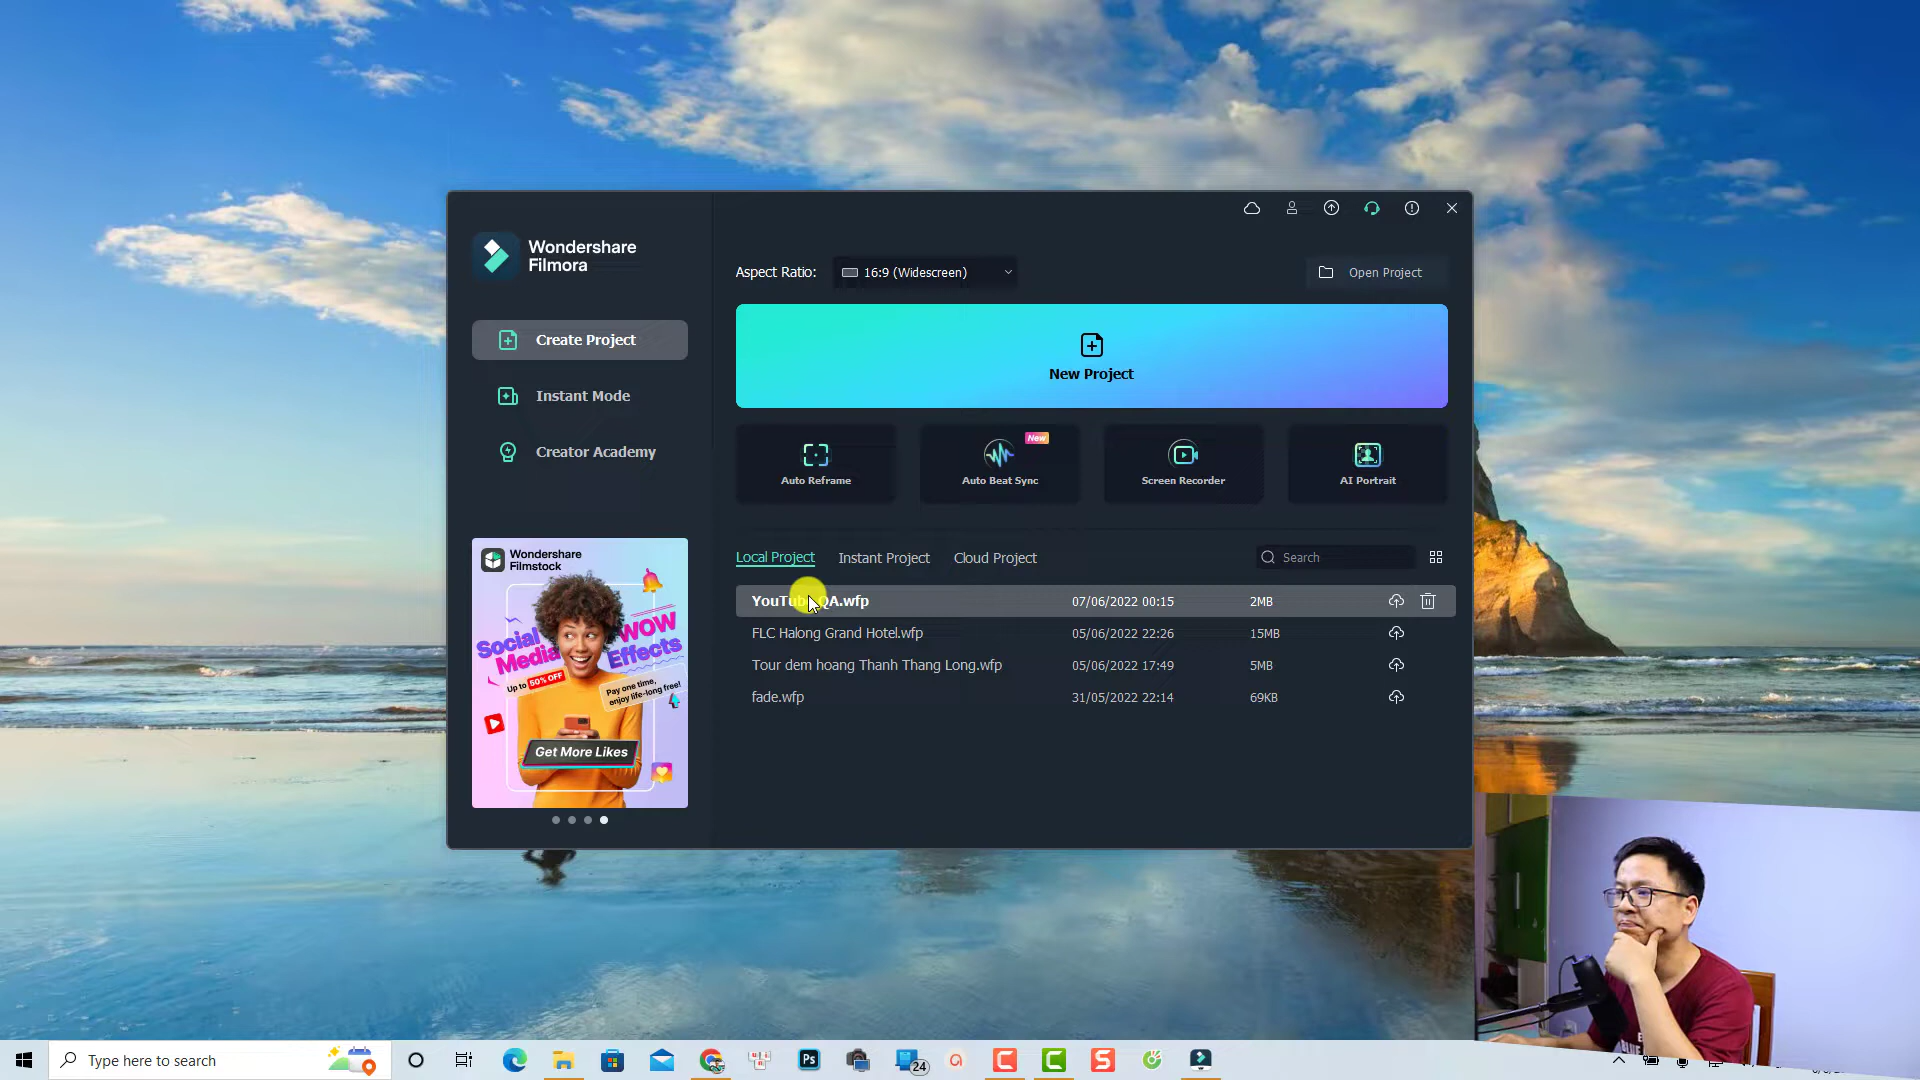 Wondershare
Filmora
Create Project
Instant Mode
Creator Academy
Wondershare
Filmstock
Social
Media
WOW
Effects
Up to 50% OFF
Pay one time,
enjoy life-long free!
Get More Likes
Aspect Ratio:
16:9 (Widescreen)
Open Project
New Project
Auto Reframe
New
Auto Beat Sync
Screen Recorder
AI Portrait
Local Project
Instant Project
Cloud Project
Search
YouTube QA.wfp 07/06/2022 00:15 2MB
FLC Halong Grand Hotel.wfp 05/06/2022 22:26 15MB
Tour dem hoang Thanh Thang Long.wfp 05/06/2022 17:49 5MB
fade.wfp 31/05/2022 22:14 69KB
Type here to search
Ps
24